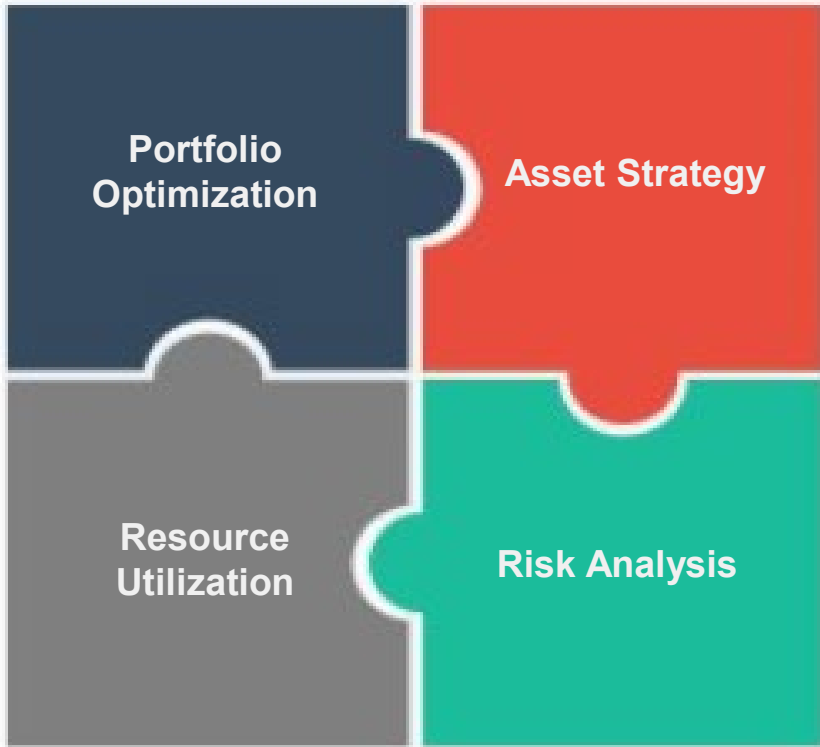 Portfolio
Optimization
Asset Strategy
Resource
Utilization
Risk Analysis